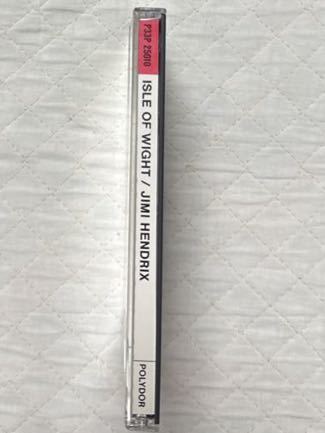 P33P 25010
ISLE OF WIGHT / JIMI HENDRIX
POLYDOR